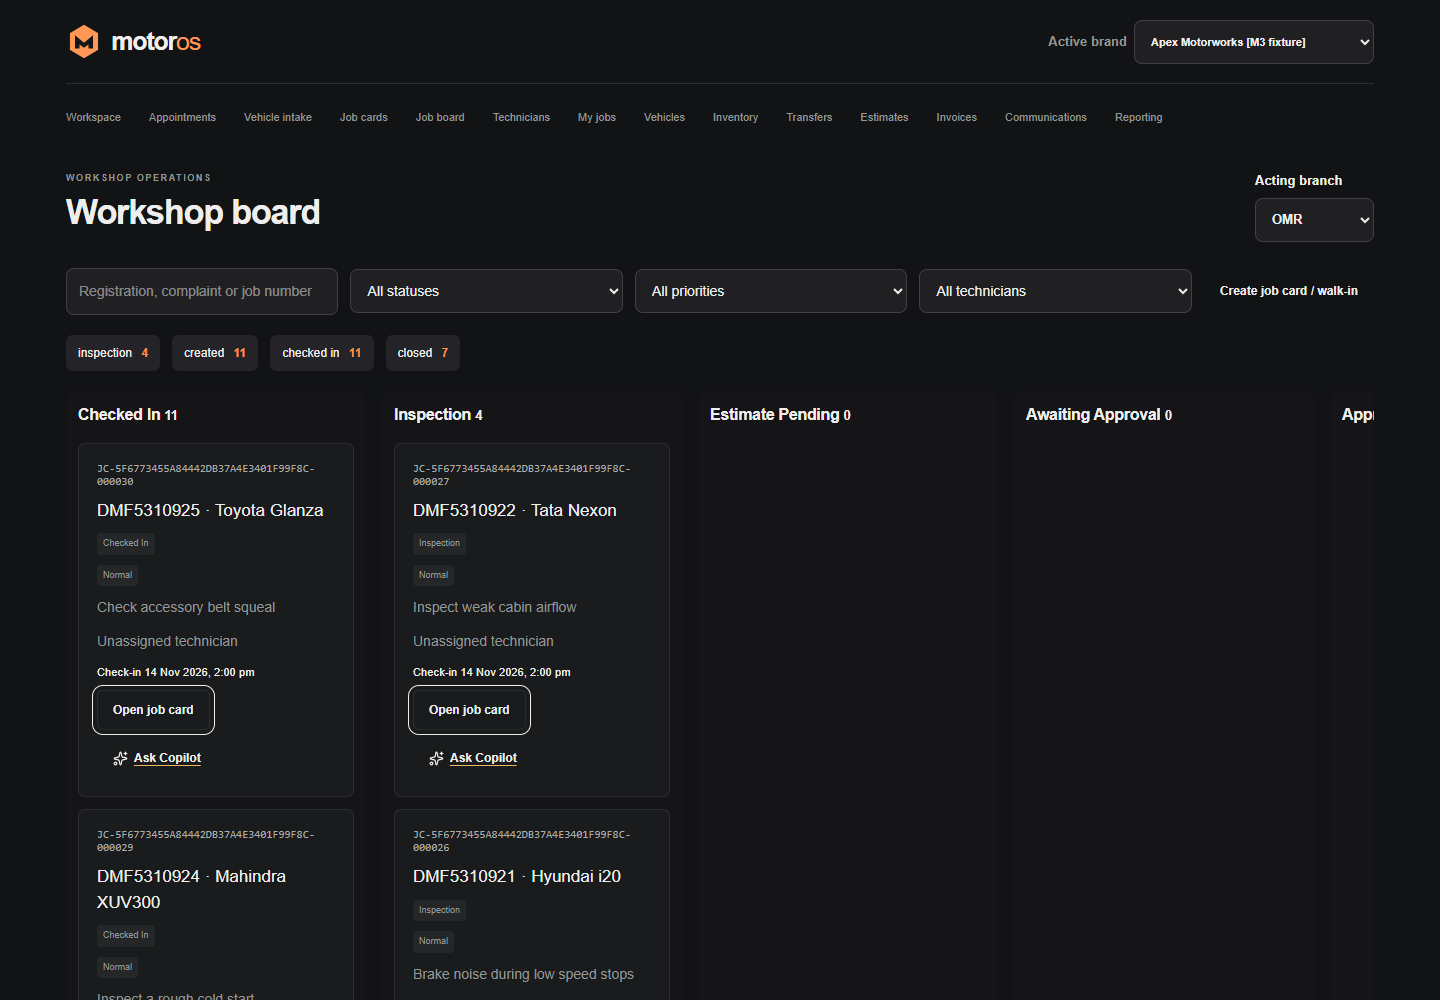 motoros
Active brand
Apex Motorworks [M3 fixture]
Workspace Appointments Vehicle intake Job cards Job board Technicians My jobs Vehicles Inventory Transfers Estimates Invoices Communications Reporting
WORKSHOP OPERATIONS
Workshop board
Acting branch
OMR
Registration, complaint or job number
All statuses
All priorities
All technicians
Create job card / walk-in
inspection 4
created 11
checked in 11
closed 7
Checked In 11
JC-5F6773455A84442DB37A4E3401F99F8C-
000030
DMF5310925 · Toyota Glanza
Checked In
Normal
Check accessory belt squeal
Unassigned technician
Check-in 14 Nov 2026, 2:00 pm
Open job card
Ask Copilot
JC-5F6773455A84442DB37A4E3401F99F8C-
000029
DMF5310924 · Mahindra
XUV300
Checked In
Normal
Inspect a rough cold start
Inspection 4
JC-5F6773455A84442DB37A4E3401F99F8C-
000027
DMF5310922 · Tata Nexon
Inspection
Normal
Inspect weak cabin airflow
Unassigned technician
Check-in 14 Nov 2026, 2:00 pm
Open job card
Ask Copilot
JC-5F6773455A84442DB37A4E3401F99F8C-
000026
DMF5310921 · Hyundai i20
Inspection
Normal
Brake noise during low speed stops
Estimate Pending 0
Awaiting Approval 0